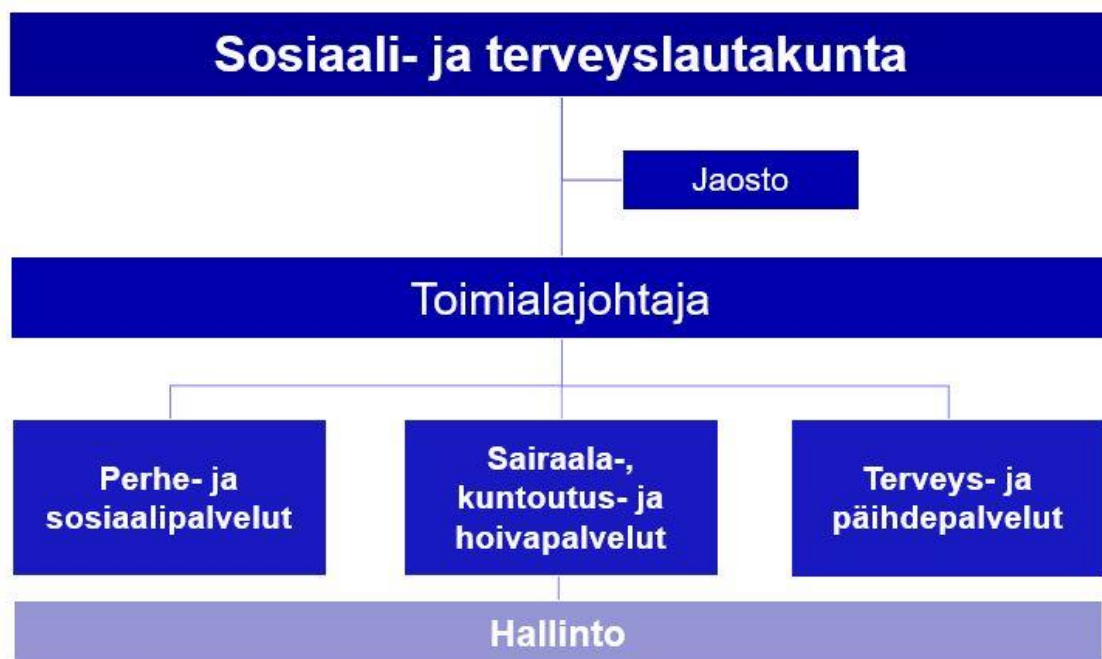 Sosiaali- ja terveyslautakunta
Jaosto
Toimialajohtaja
Perhe- ja
sosiaalipalvelut
Sairaala-,
kuntoutus- ja
hoivapalvelut
Terveys- ja
päihdepalvelut
Hallinto